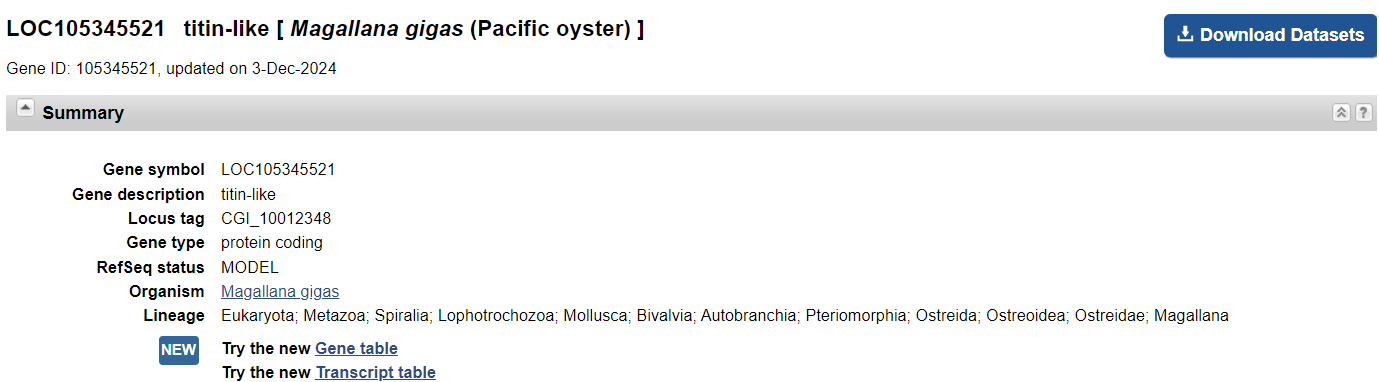 LOC105345521 titin-like [ Magallana gigas (Pacific oyster) ]
Download Datasets
Gene ID: 105345521, updated on 3-Dec-2024
Summary
?
Gene symbol LOC105345521
Gene description titin-like
Locus tag CGI_10012348
Gene type protein coding
RefSeq status MODEL
Organism Magallana gigas
Lineage Eukaryota; Metazoa; Spiralia; Lophotrochozoa; Mollusca; Bivalvia; Autobranchia; Pteriomorphia; Ostreida; Ostreoidea; Ostreidae; Magallana
NEW Try the new Gene table
Try the new Transcript table